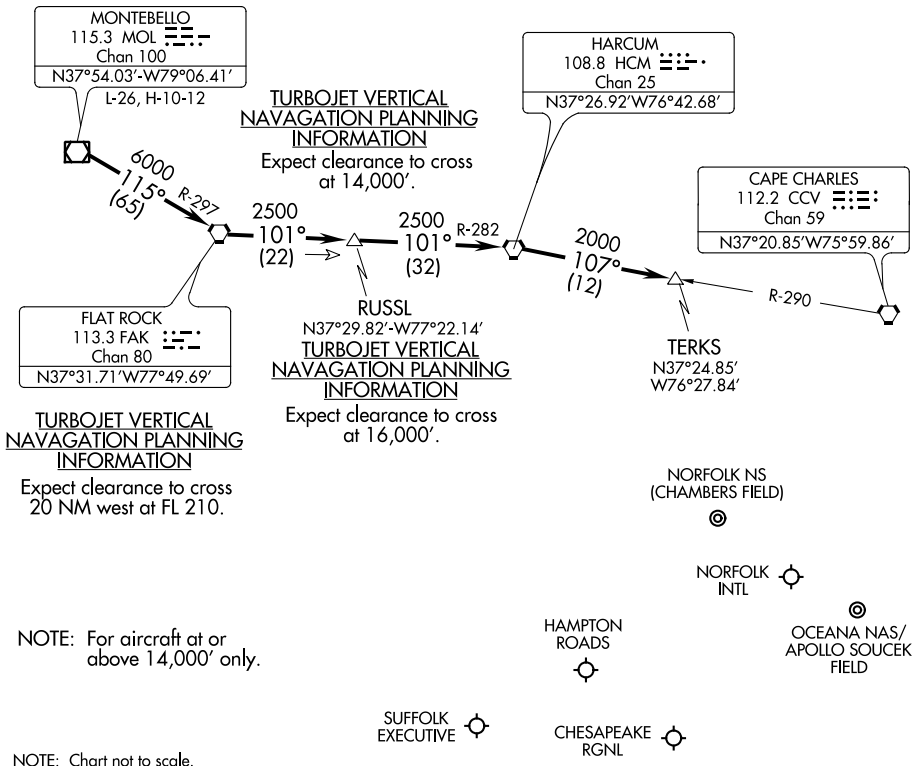 MONTEBELLO
115.3 MOL
Chan 100
N37°54.03'-W79°06.41'
L-26, H-10-12
TURBOJET VERTICAL
NAVAGATION PLANNING
INFORMATION
Expect clearance to cross
at 14,000'.
HARCUM
108.8 HCM
Chan 25
N37°26.92'W76°42.68'
CAPE CHARLES
112.2 CCV
Chan 59
N37°20.85'W75°59.86'
6000
115°
(65)
R-297
2500
101°
(22)
2500
101°
(32)
R-282
2000
107°
(12)
R-290
FLAT ROCK
113.3 FAK
Chan 80
N37°31.71'W77°49.69'
RUSSL
N37°29.82'-W77°22.14'
TURBOJET VERTICAL
NAVAGATION PLANNING
INFORMATION
Expect clearance to cross
at 16,000'.
TERKS
N37°24.85'
W76°27.84'
TURBOJET VERTICAL
NAVAGATION PLANNING
INFORMATION
Expect clearance to cross
20 NM west at FL 210.
NORFOLK NS
(CHAMBERS FIELD)
NORFOLK
INTL
OCEANA NAS/
APOLLO SOUCEK
FIELD
NOTE: For aircraft at or
above 14,000' only.
HAMPTON
ROADS
SUFFOLK
EXECUTIVE
CHESAPEAKE
RGNL
NOTE: Chart not to scale.